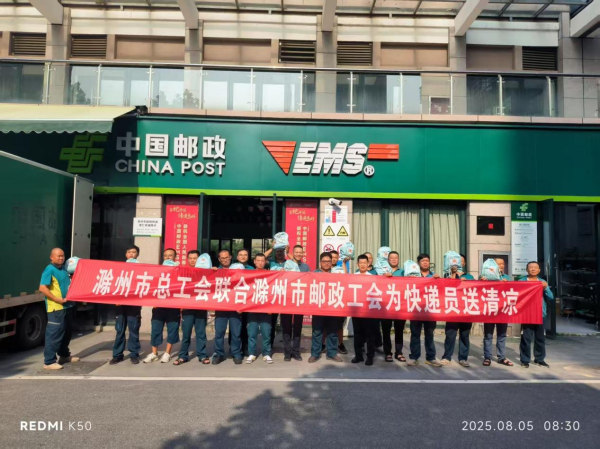 中国邮政
CHINA POST
EMS®
滁州市总工会联合滁州市邮政工会为快递员送清凉
REDMI K50
2025.08.05 08:30